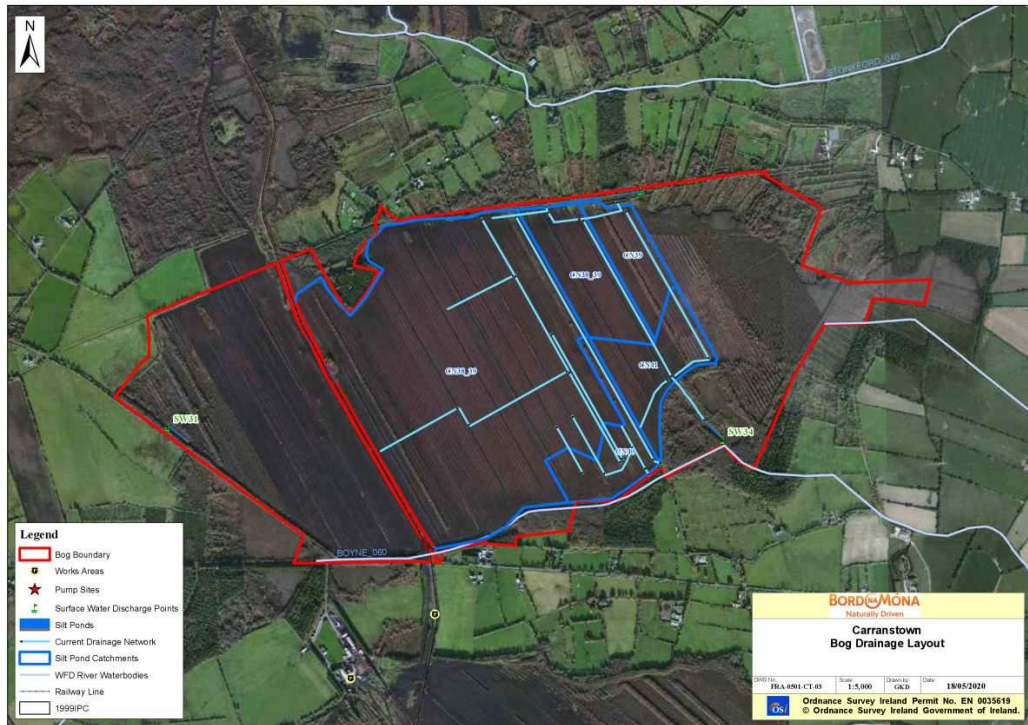 N
STONYFORD_040
CN39
CN38_39
CN38_39
CN41
SW31
SW34
BOYNE_060
Legend
Bog Boundary
Works Areas
Pump Sites
Surface Water Discharge Points
Silt Ponds
Current Drainage Network
Silt Pond Catchments
WFD River Waterbodies
Railway Line
1999IPC
BORD NA MÓNA
Naturally Driven
Carranstown
Bog Drainage Layout
DWG No.
FRA-0501-CT-03
Scale
1:5,000
Drawn by:
GKD
Date
18/05/2020
OSi
Ordnance Survey Ireland Permit No. EN 0035619
© Ordnance Survey Ireland Government of Ireland.